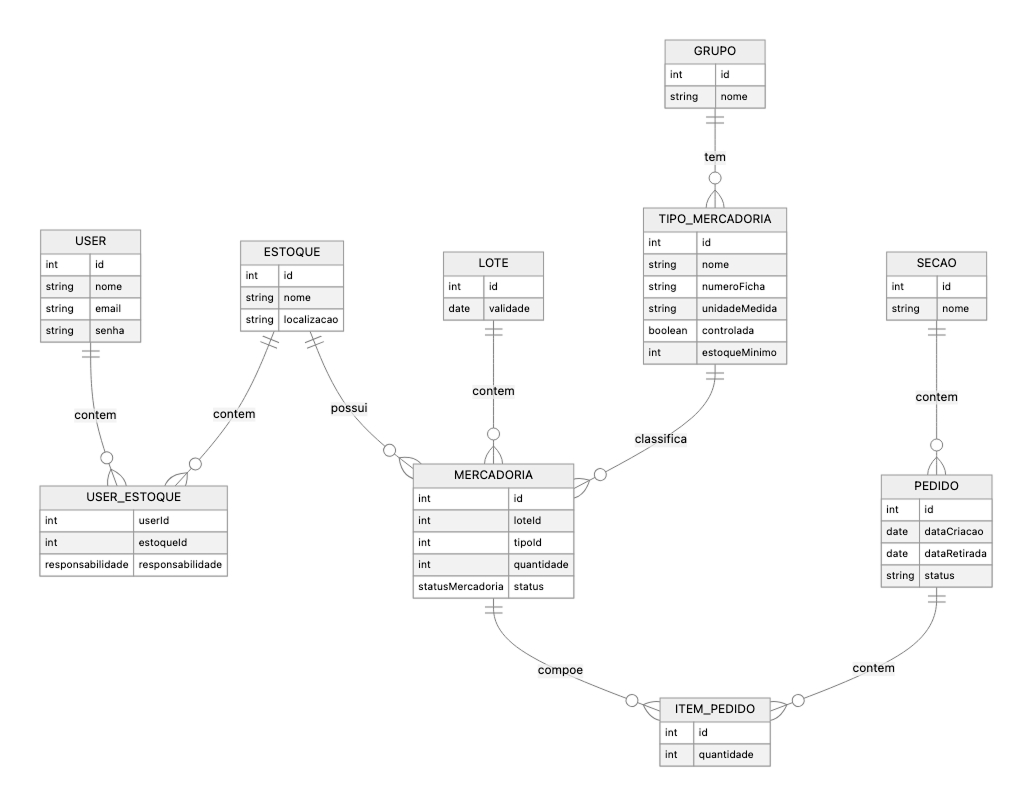 GRUPO
int id
string nome
tem
TIPO_MERCADORIA
int id
string nome
string numeroFicha
string unidadeMedida
boolean controlada
int estoqueMinimo
USER
int id
string nome
string email
string senha
ESTOQUE
int id
string nome
string localizacao
LOTE
int id
date validade
SECAO
int id
string nome
contem
contem
possui
contem
classifica
contem
USER_ESTOQUE
int userId
int estoqueId
responsabilidade responsabilidade
MERCADORIA
int id
int loteId
int tipoId
int quantidade
statusMercadoria status
PEDIDO
int id
date dataCriacao
date dataRetirada
string status
compoe
contem
ITEM_PEDIDO
int id
int quantidade